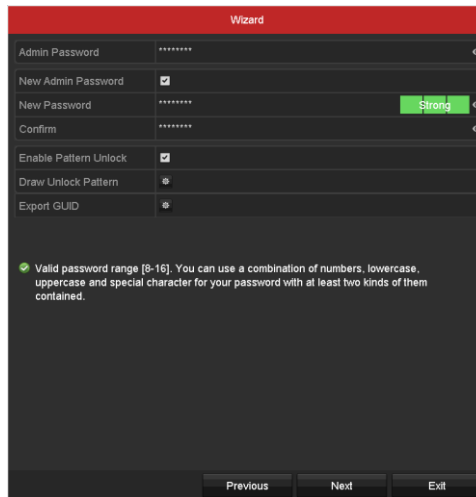 Wizard
Admin Password ********
New Admin Password
New Password ******** Strong
Confirm ********
Enable Pattern Unlock
Draw Unlock Pattern
Export GUID
Valid password range [8-16]. You can use a combination of numbers, lowercase,
uppercase and special character for your password with at least two kinds of them
contained.
Previous Next Exit